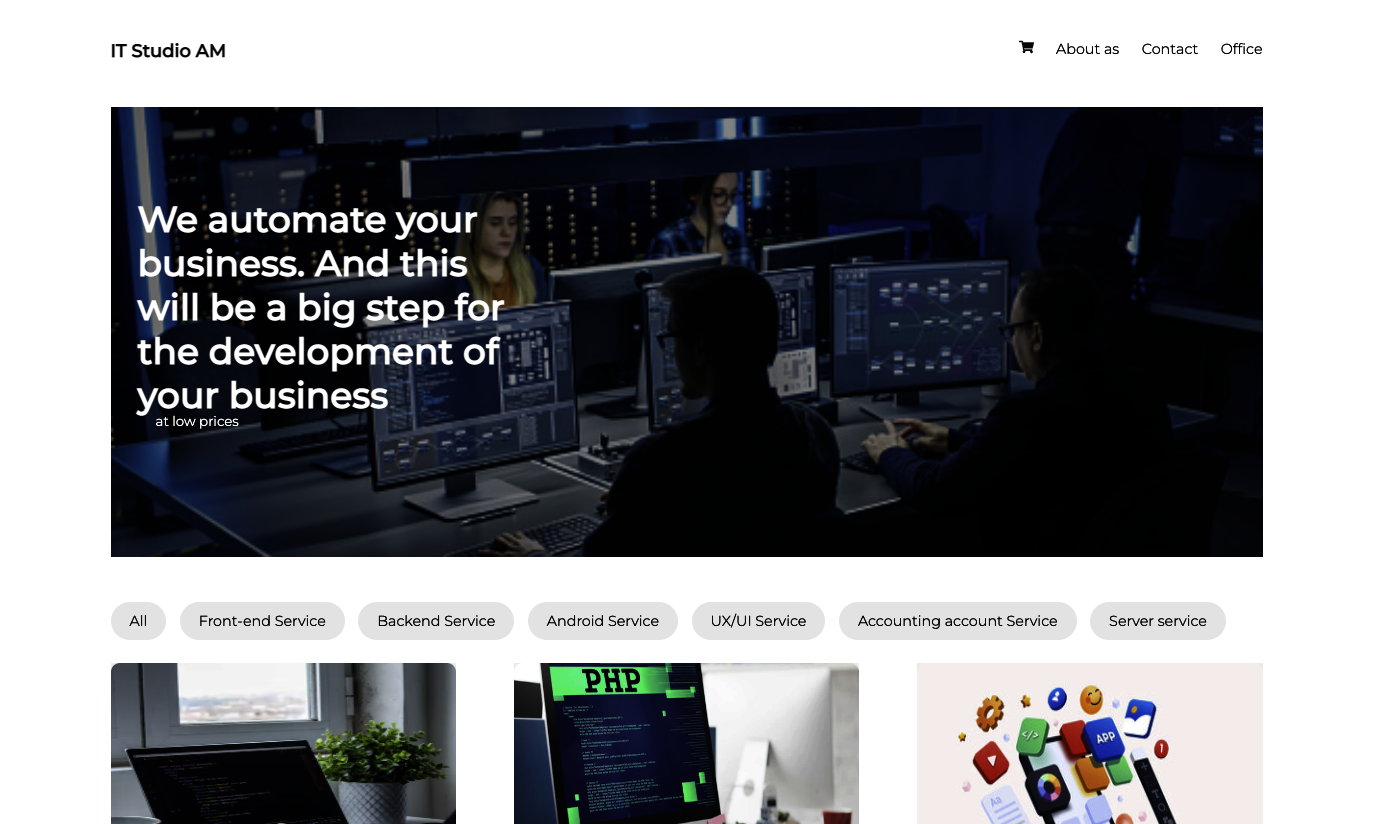 IT Studio AM
About as
Contact
Office
We automate your
business. And this
will be a big step for
the development of
your business
at low prices
All
Front-end Service
Backend Service
Android Service
UX/UI Service
Accounting account Service
Server service
PHP
</>
APP
Aa